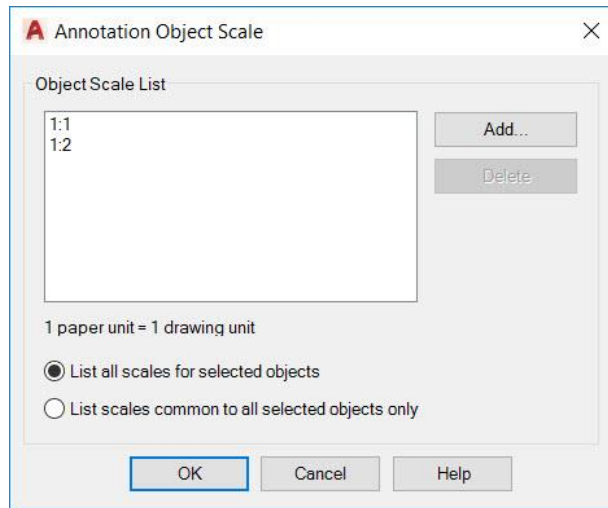 Annotation Object Scale
Object Scale List
1:1
1:2
Add...
Delete
1 paper unit = 1 drawing unit
List all scales for selected objects
List scales common to all selected objects only
OK
Cancel
Help